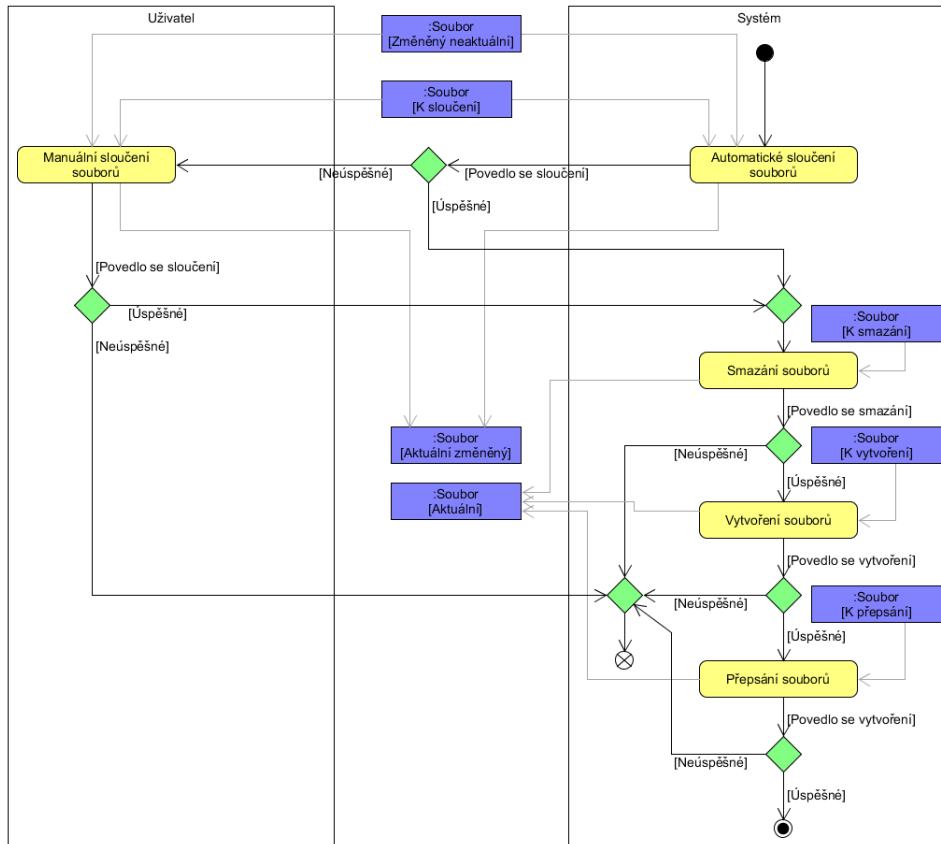 Uživatel
Systém
:Soubor
[Změněný neaktuální]
:Soubor
[K sloučení]
Manuální sloučení
souborů
[Neúspěšné]
[Povedlo se sloučení]
Automatické sloučení
souborů
[Úspěšné]
[Povedlo se sloučení]
[Úspěšné]
[Neúspěšné]
:Soubor
[K smazání]
Smazání souborů
[Povedlo se smazání]
:Soubor
[Aktuální změněný]
[Neúspěšné]
:Soubor
[K vytvoření]
[Úspěšné]
:Soubor
[Aktuální]
Vytvoření souborů
[Povedlo se vytvoření]
[Neúspěšné]
:Soubor
[K přepsání]
[Úspěšné]
Přepsání souborů
[Povedlo se vytvoření]
[Neúspěšné]
[Úspěšné]